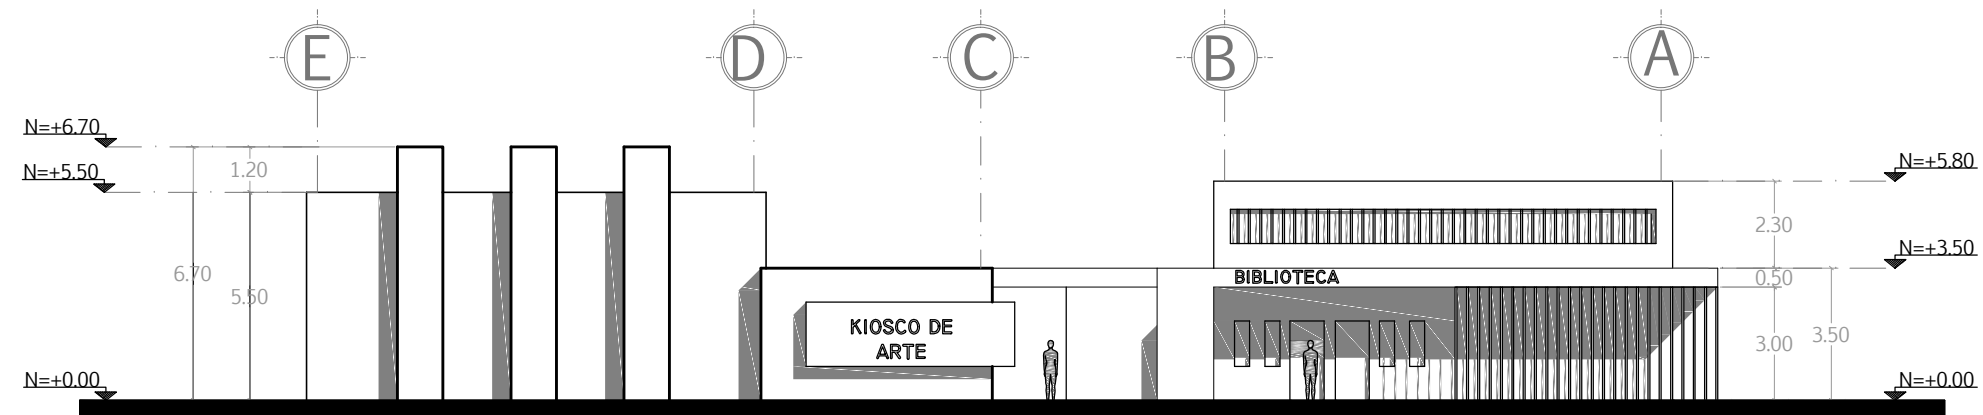 E D C B A
N=+6.70
N=+5.50
1.20
6.70
5.50
N=+0.00
KIOSCO DE
ARTE
BIBLIOTECA
N=+5.80
2.30
N=+3.50
0.50
3.00
3.50
N=+0.00